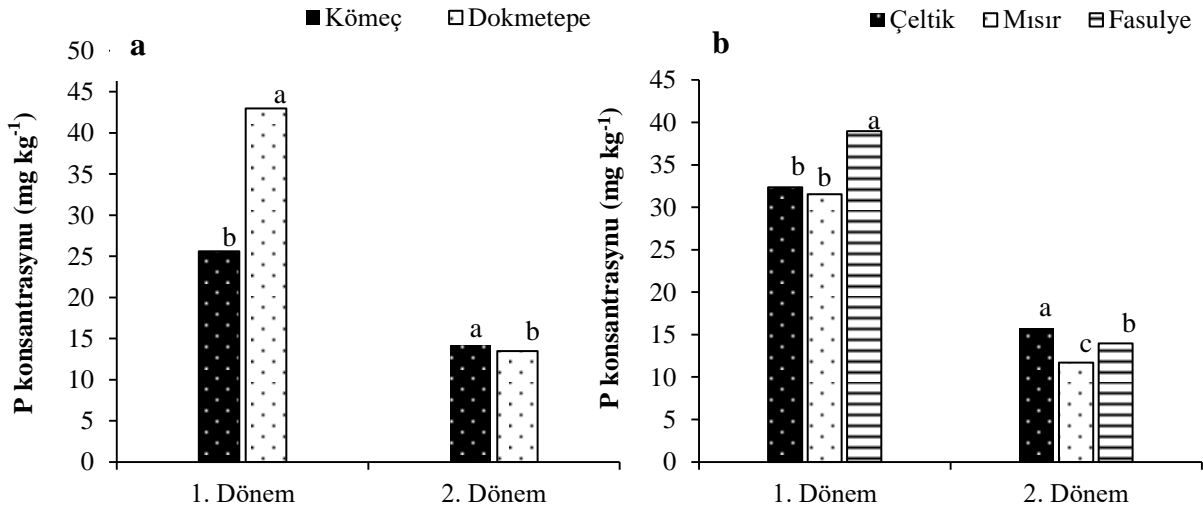 Kömeç Dokmetepe
a
P konsantrasynu (mg kg-1)
50
45
40
35
30
25
20
15
10
5
0
b
a
a
b
1. Dönem 2. Dönem
Çeltik Mısır Fasulye
b
P konsantrasynu (mg kg-1)
45
40
35
30
25
20
15
10
5
0
b b a
a c b
1. Dönem 2. Dönem